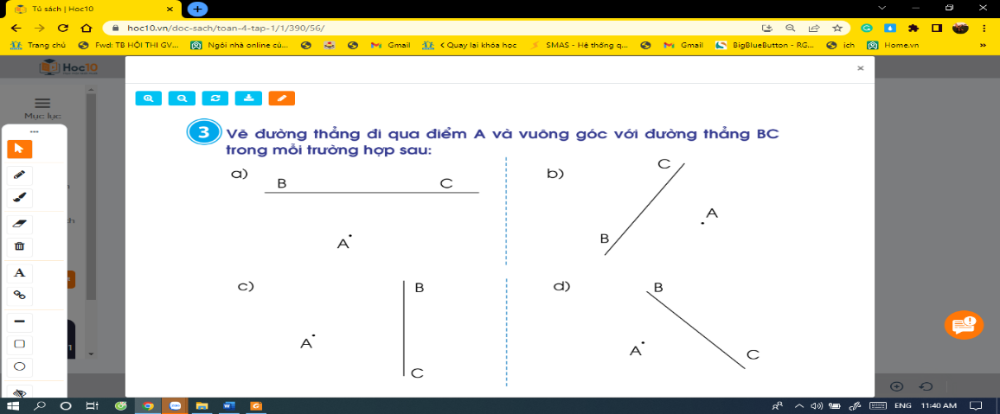 Tủ sách | Hoc10
hoc10.vn/doc-sach/toan-4-tap-1/1/390/56/
Trang chủ
Fwd: TB HỘI THI GV...
Ngôi nhà online củ...
Gmail
Quay lại khóa học
SMAS - Hệ thống q...
Gmail
BigBlueButton - RG...
ich
Home.vn
Hoc10
Mục lục
3 Vẽ đường thẳng đi qua điểm A và vuông góc với đường thẳng BC
trong mỗi trường hợp sau:
a)
B
C
A
b)
C
A
B
c)
B
A
C
d)
B
A
C
A
ENG
11:40 AM